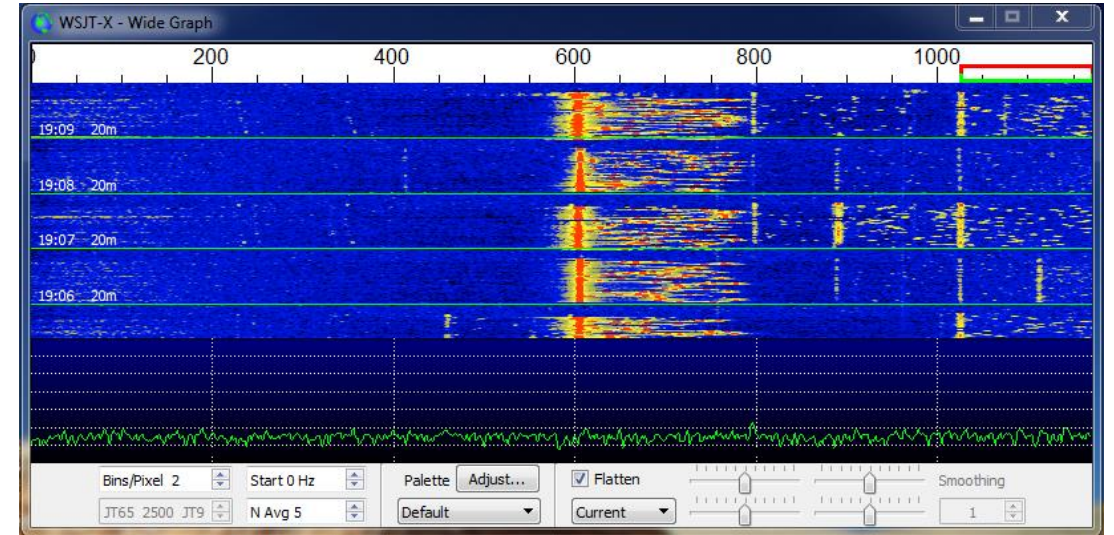 WSJT-X - Wide Graph
0 200 400 600 800 1000
19:09 20m
19:08 20m
19:07 20m
19:06 20m
Bins/Pixel 2 Start 0 Hz Palette Adjust... Flatten Smoothing
JT65 2500 JT9 N Avg 5 Default Current 1